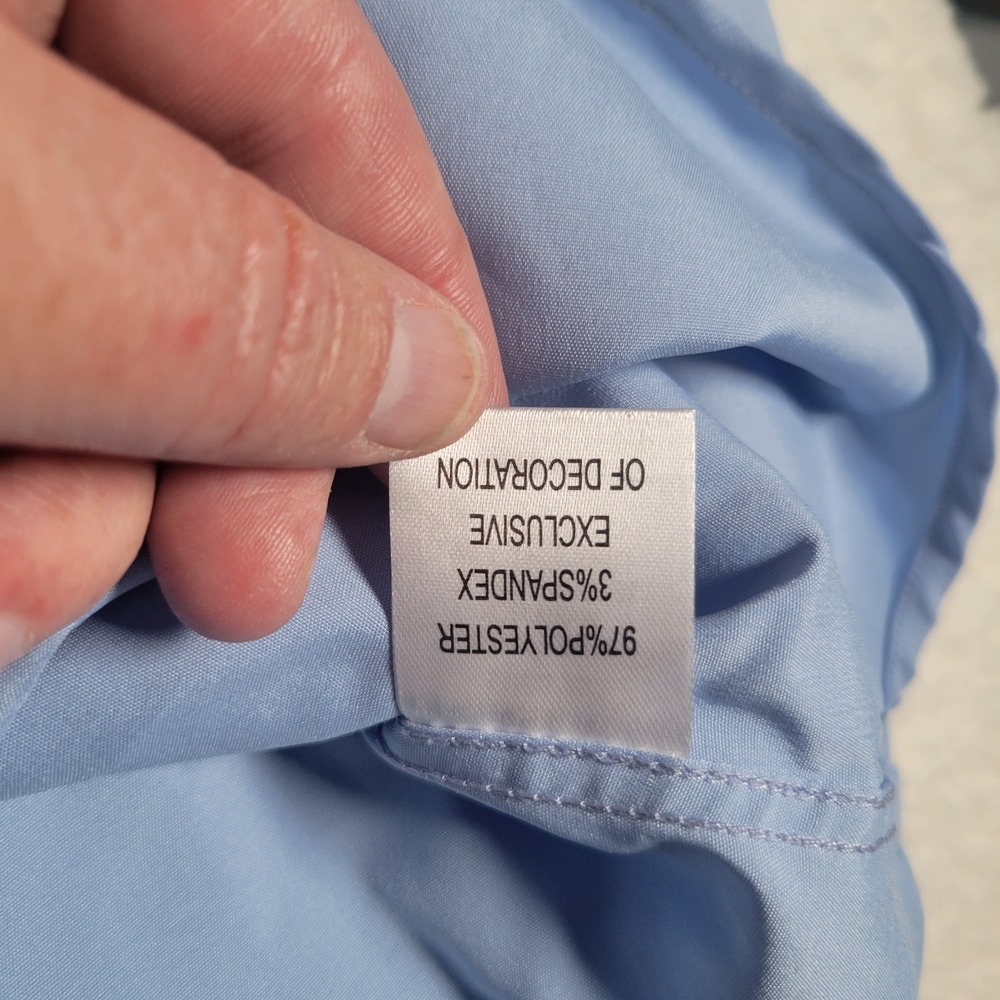 97%POLYESTER
3%SPANDEX
EXCLUSIVE
OF DECORATION